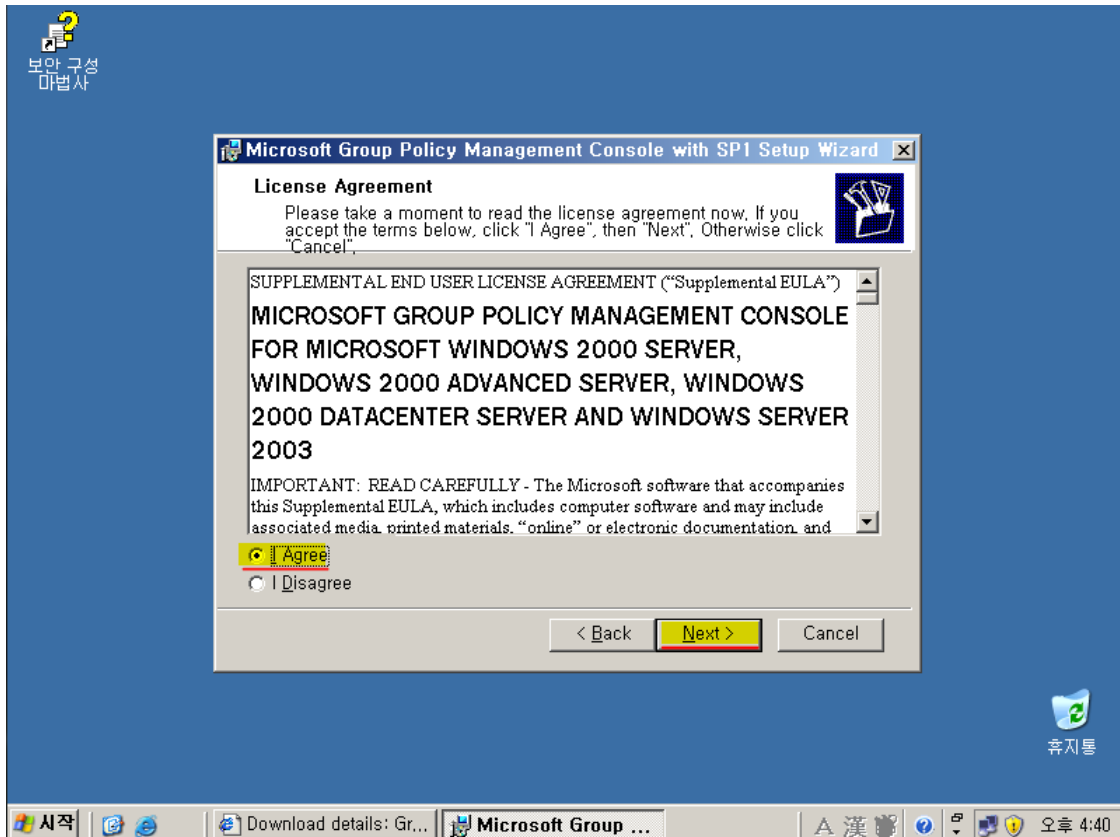 보안 구성
마법사
Microsoft Group Policy Management Console with SP1 Setup Wizard
License Agreement
Please take a moment to read the license agreement now. If you
accept the terms below, click "I Agree", then "Next". Otherwise click
"Cancel".
SUPPLEMENTAL END USER LICENSE AGREEMENT (“Supplemental EULA”)
MICROSOFT GROUP POLICY MANAGEMENT CONSOLE
FOR MICROSOFT WINDOWS 2000 SERVER,
WINDOWS 2000 ADVANCED SERVER, WINDOWS
2000 DATACENTER SERVER AND WINDOWS SERVER
2003
IMPORTANT: READ CAREFULLY - The Microsoft software that accompanies
this Supplemental EULA, which includes computer software and may include
associated media, printed materials, “online” or electronic documentation, and
I Agree
I Disagree
< Back
Next >
Cancel
휴지통
시작
Download details: Gr...
Microsoft Group ...
A 漢
오후 4:40